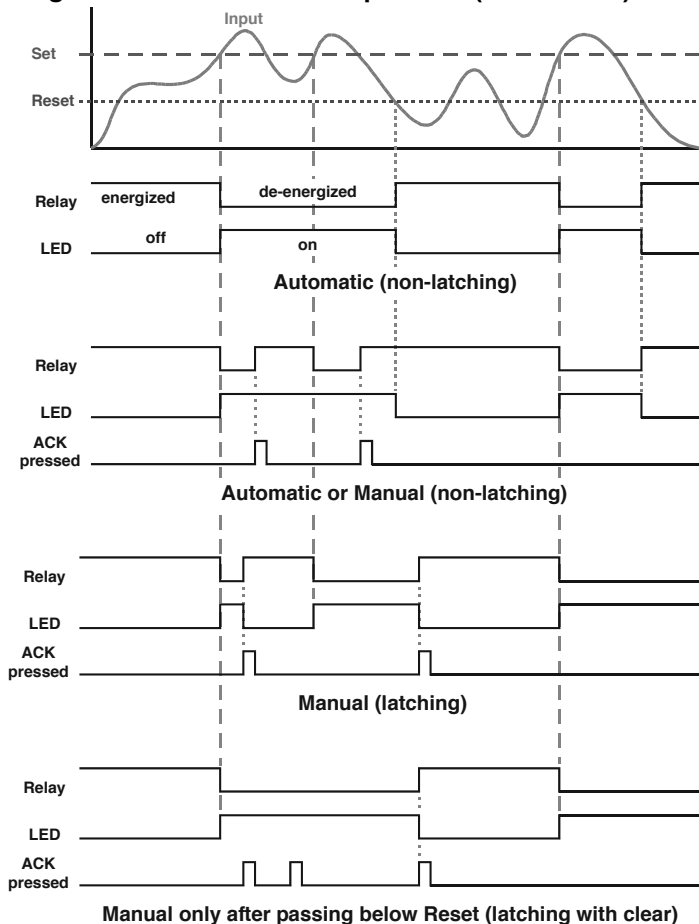 Input
Set
Reset
Relay energized de-energized
LED off on
Automatic (non-latching)
Relay
LED
ACK
pressed
Automatic or Manual (non-latching)
Relay
LED
ACK
pressed
Manual (latching)
Relay
LED
ACK
pressed
Manual only after passing below Reset (latching with clear)